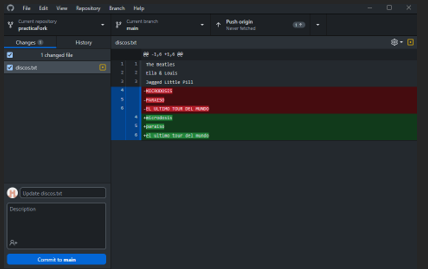 File Edit View Repository Branch Help
Current repository
practicaFork
Current branch
main
Push origin
Never fetched
Changes
History
discos.txt
1 changed file
discos.txt
@@ -1,6 +1,6 @@
1 1 The Beatles
2 2 Ella & Louis
3 3 Jagged Little Pill
4 -MICRODOSIS
5 -PARAISO
6 -EL ULTIMO TOUR DEL MUNDO
4 +microdosis
5 +paraiso
6 +el ultimo tour del mundo
Update discos.txt
Description
Commit to main